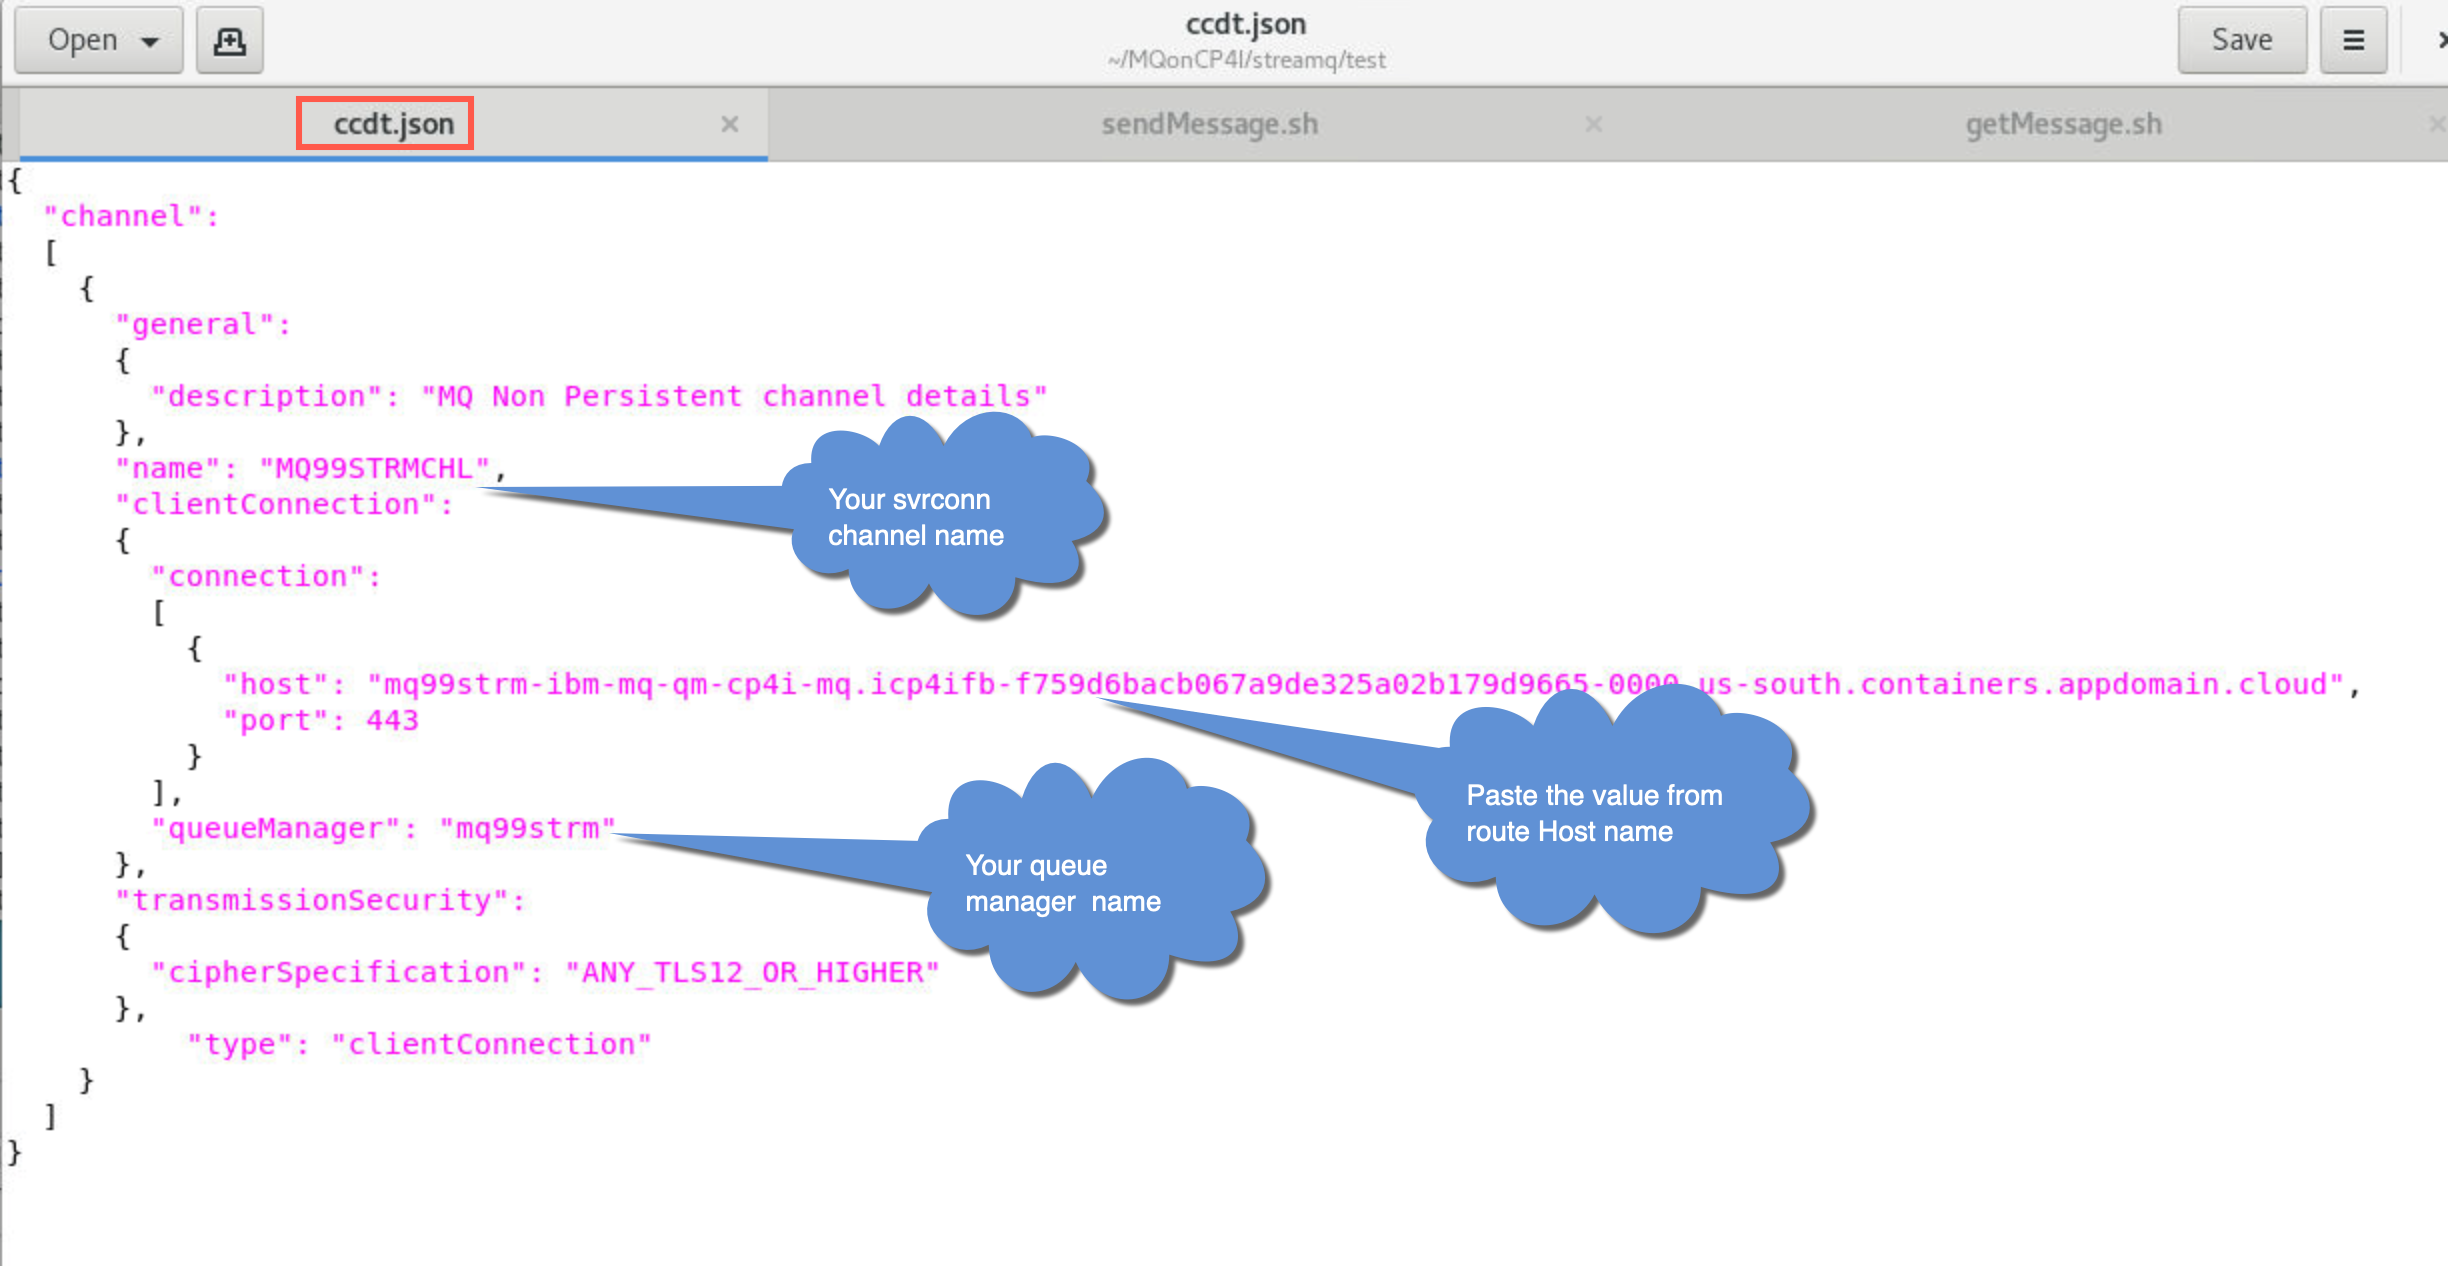 Open
ccdt.json
~/MQonCP4I/streamq/test
Save
ccdt.json
sendMessage.sh
getMessage.sh
{
"channel":
[
{
"general":
{
"description": "MQ Non Persistent channel details"
},
"name": "MQ99STRMCHL",
"clientConnection":
{
"connection":
[
{
"host": "mq99strm-ibm-mq-qm-cp4i-mq.icp4ifb-f759d6bacb067a9de325a02b179d9665-0000.us-south.containers.appdomain.cloud",
"port": 443
}
],
"queueManager": "mq99strm"
},
"transmissionSecurity":
{
"cipherSpecification": "ANY_TLS12_OR_HIGHER"
},
"type": "clientConnection"
}
]
}
Your svrconn
channel name
Paste the value from
route Host name
Your queue
manager  name